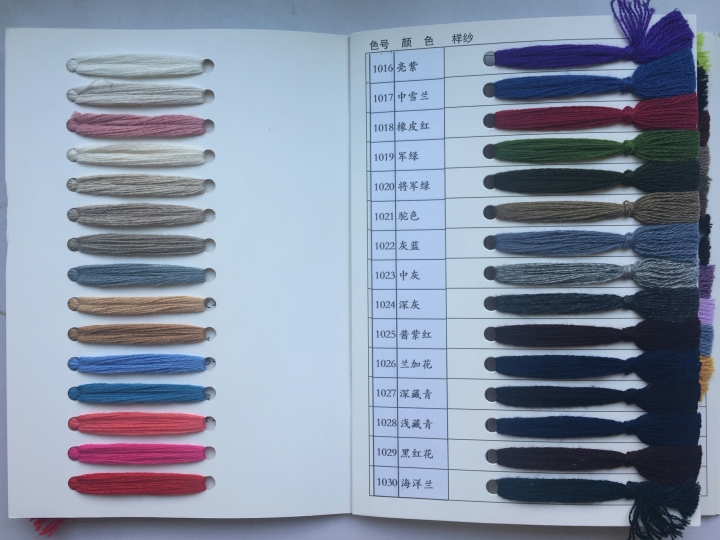 色号 颜 色 样纱
1016 亮紫
1017 中雪兰
1018 橡皮红
1019 军绿
1020 将军绿
1021 驼色
1022 灰蓝
1023 中灰
1024 深灰
1025 酱紫红
1026 兰加花
1027 深藏青
1028 浅藏青
1029 黑红花
1030 海洋兰